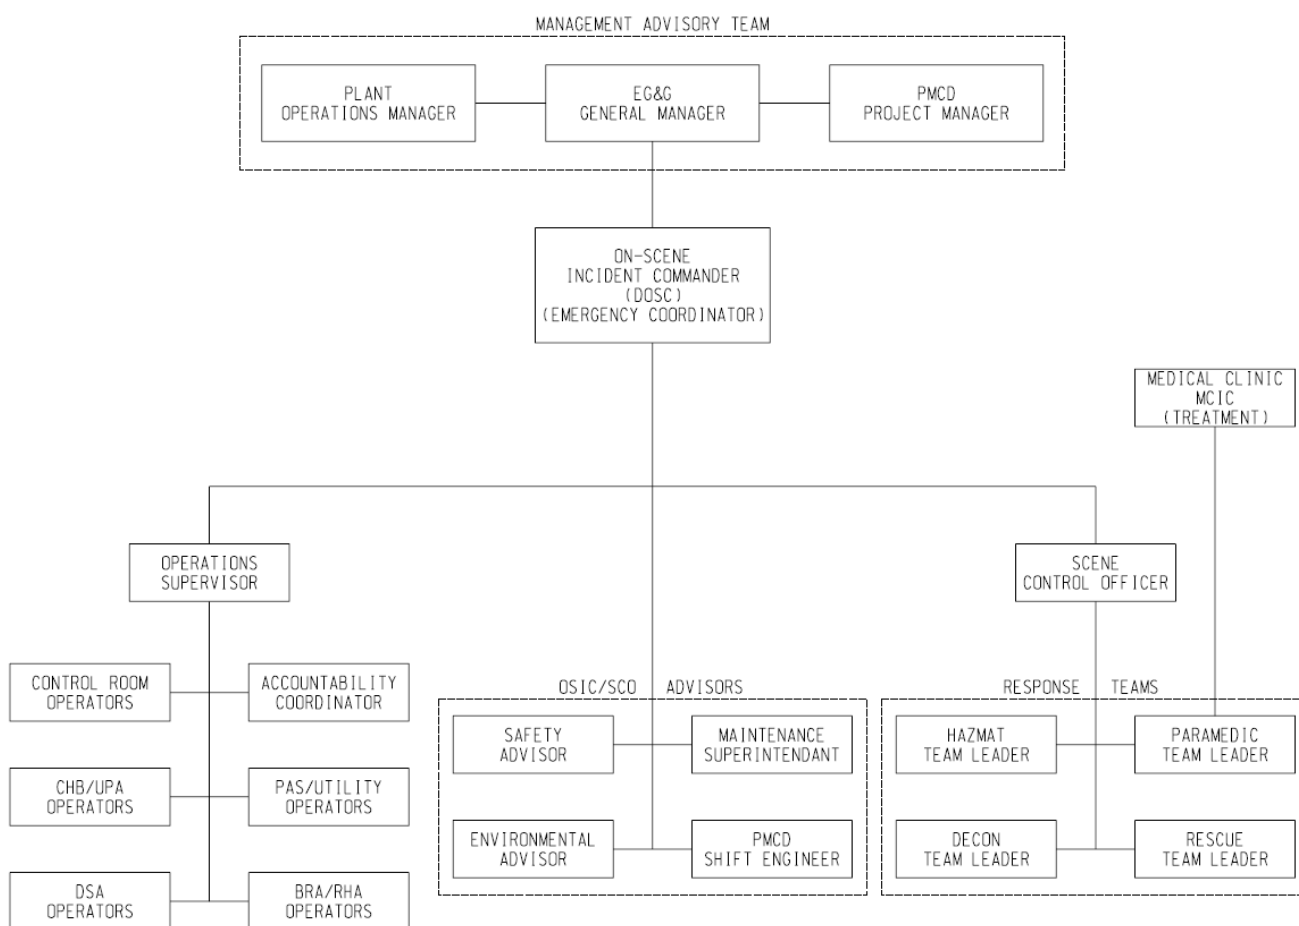 MANAGEMENT ADVISORY TEAM
PLANT
OPERATIONS MANAGER
EG&G
GENERAL MANAGER
PMCD
PROJECT MANAGER
ON-SCENE
INCIDENT COMMANDER
(DOSC)
(EMERGENCY COORDINATOR)
MEDICAL CLINIC
MCIC
(TREATMENT)
OPERATIONS
SUPERVISOR
SCENE
CONTROL OFFICER
CONTROL ROOM
OPERATORS
ACCOUNTABILITY
COORDINATOR
CHB/UPA
OPERATORS
PAS/UTILITY
OPERATORS
DSA
OPERATORS
BRA/RHA
OPERATORS
OSIC/SCO ADVISORS
SAFETY
ADVISOR
MAINTENANCE
SUPERINTENDANT
ENVIRONMENTAL
ADVISOR
PMCD
SHIFT ENGINEER
RESPONSE TEAMS
HAZMAT
TEAM LEADER
PARAMEDIC
TEAM LEADER
DECON
TEAM LEADER
RESCUE
TEAM LEADER